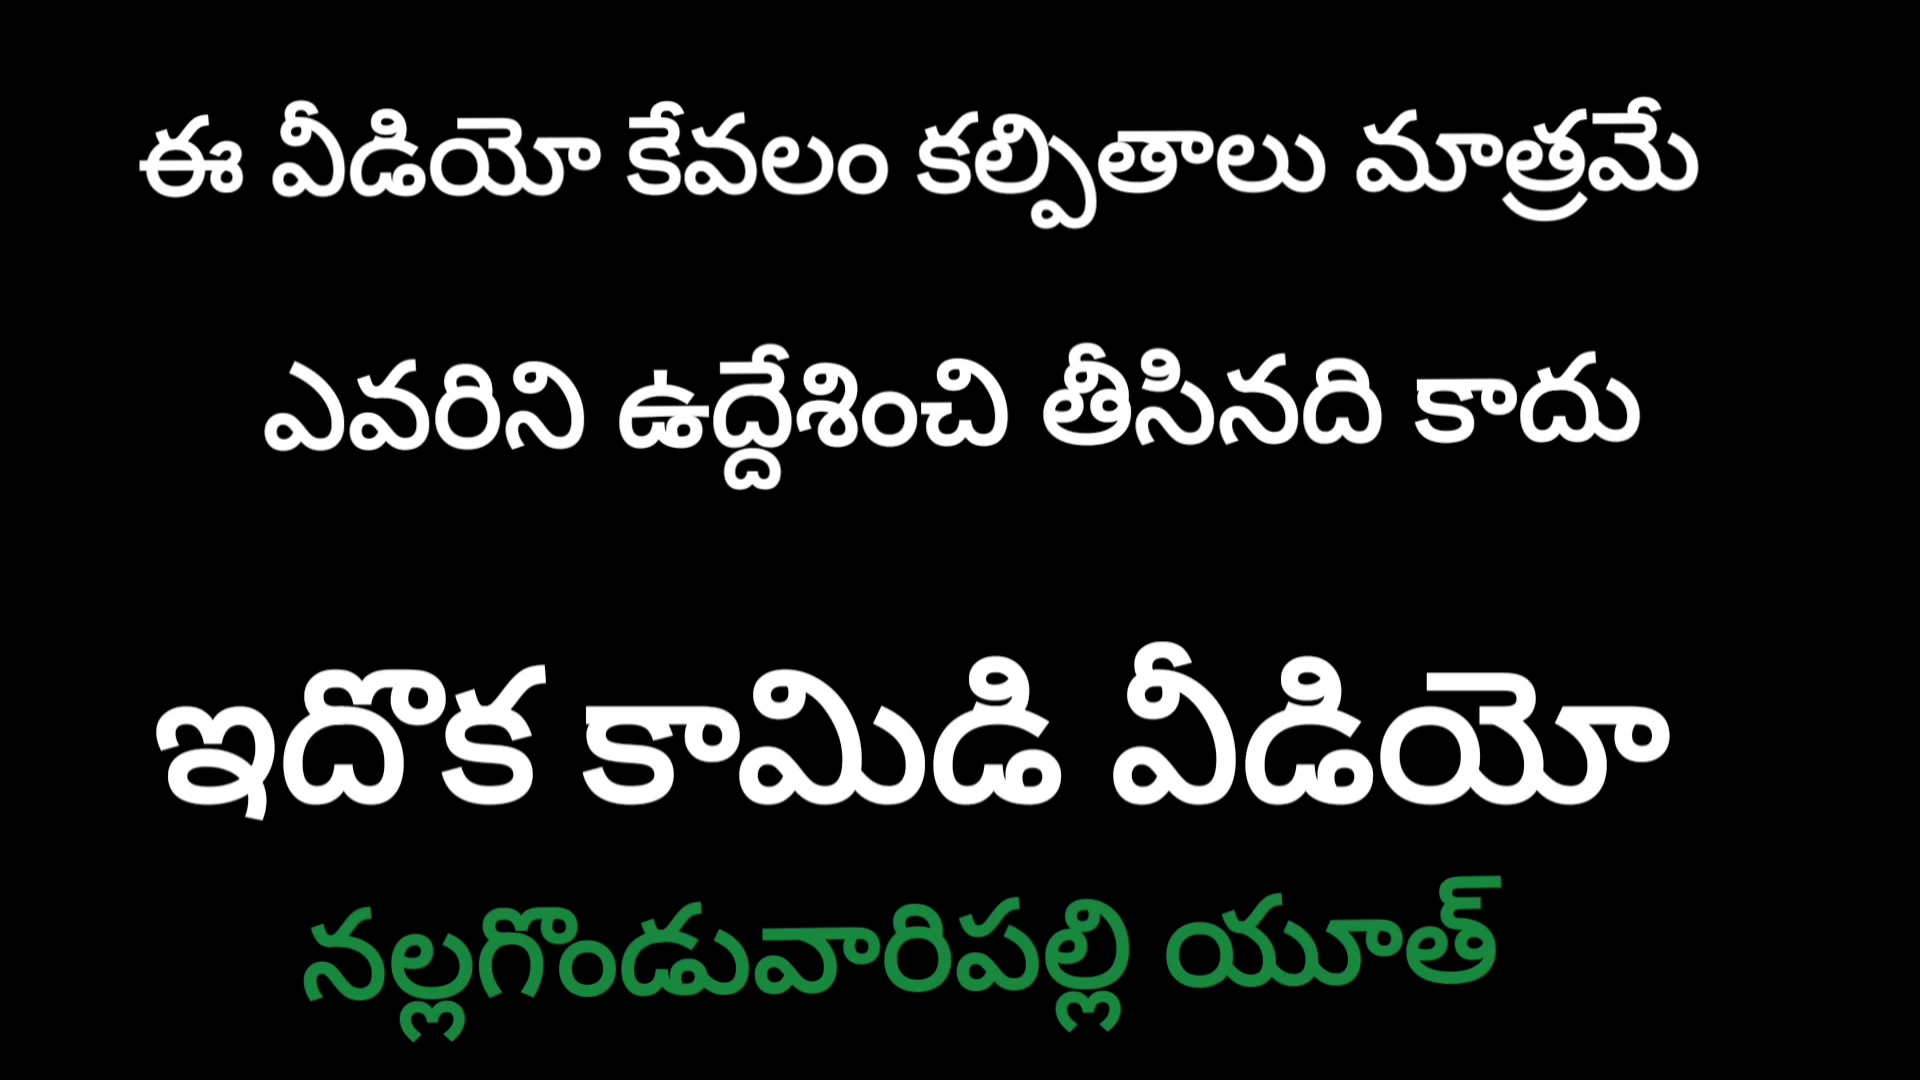 ఈ వీడియో కేవలం కల్పితాలు మాత్రమే
ఎవరిని ఉద్దేశించి తీసినది కాదు
ఇదొక కామిడి వీడియో
నల్లగొండువారిపల్లి యూత్